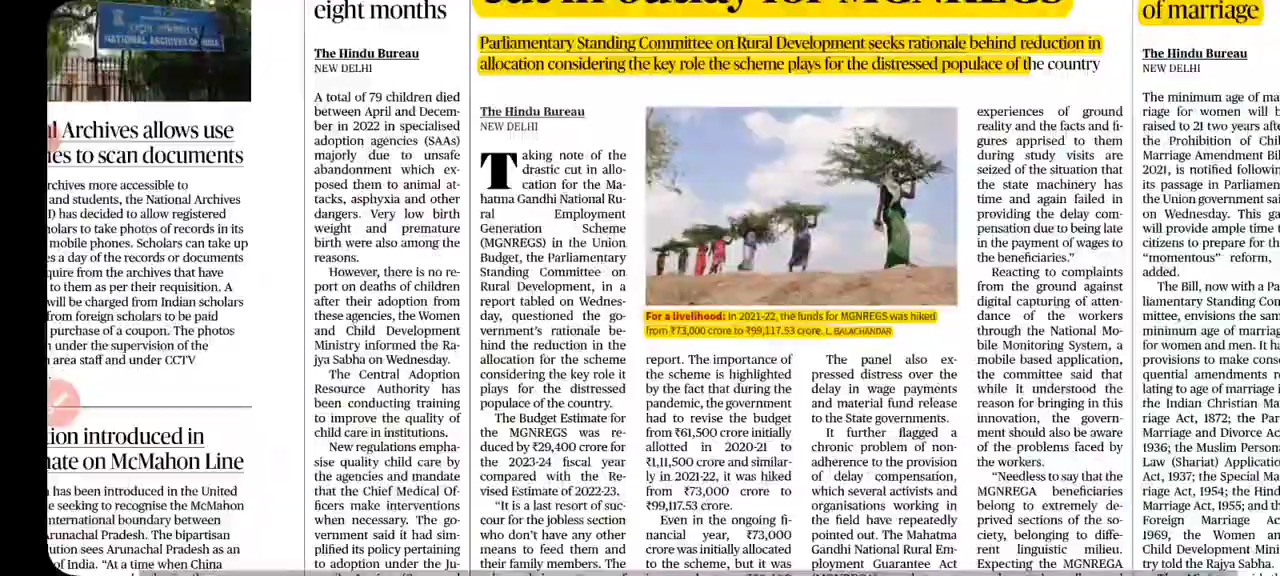 NATIONAL ARCHIVES OF INDIA
l Archives allows use
es to scan documents
rchives more accessible to
and students, the National Archives
I) has decided to allow registered
holars to take photos of records in its
mobile phones. Scholars can take up
s a day of the records or documents
quire from the archives that have
to them as per their requisition. A
will be charged from Indian scholars
from foreign scholars to be paid
purchase of a coupon. The photos
under the supervision of the
area staff and under CCTV
tion introduced in
ate on McMahon Line
has been introduced in the United
e seeking to recognise the McMahon
nternational boundary between
Arunachal Pradesh. The bipartisan
ution sees Arunachal Pradesh as an
of India. “At a time when China
eight months
The Hindu Bureau
NEW DELHI
A total of 79 children died
between April and Decem-
ber in 2022 in specialised
adoption agencies (SAAs)
majorly due to unsafe
abandonment which ex-
posed them to animal at-
tacks, asphyxia and other
dangers. Very low birth
weight and premature
birth were also among the
reasons.
However, there is no re-
port on deaths of children
after their adoption from
these agencies, the Women
and Child Development
Ministry informed the Ra-
jya Sabha on Wednesday.
The Central Adoption
Resource Authority has
been conducting training
to improve the quality of
child care in institutions.
New regulations empha-
sise quality child care by
the agencies and mandate
that the Chief Medical Of-
ficers make interventions
when necessary. The go-
vernment said it had sim-
plified its policy pertaining
to adoption under the Ju-
cut in outlay for MGNREGS
Parliamentary Standing Committee on Rural Development seeks rationale behind reduction in
allocation considering the key role the scheme plays for the distressed populace of the country
The Hindu Bureau
NEW DELHI
Taking note of the
drastic cut in allo-
cation for the Ma-
hatma Gandhi National Ru-
ral Employment
Generation Scheme
(MGNREGS) in the Union
Budget, the Parliamentary
Standing Committee on
Rural Development, in a
report tabled on Wednes-
day, questioned the go-
vernment’s rationale be-
hind the reduction in the
allocation for the scheme
considering the key role it
plays for the distressed
populace of the country.
The Budget Estimate for
the MGNREGS was re-
duced by ₹29,400 crore for
the 2023-24 fiscal year
compared with the Re-
vised Estimate of 2022-23.
“It is a last resort of suc-
cour for the jobless section
who don’t have any other
means to feed them and
their family members. The
For a livelihood: In 2021-22, the funds for MGNREGS was hiked
from ₹73,000 crore to ₹99,117.53 crore. L. BALACHANDAR
report. The importance of
the scheme is highlighted
by the fact that during the
pandemic, the government
had to revise the budget
from ₹61,500 crore initially
allotted in 2020-21 to
₹1,11,500 crore and similar-
ly in 2021-22, it was hiked
from ₹73,000 crore to
₹99,117.53 crore.
Even in the ongoing fi-
nancial year, ₹73,000
crore was initially allocated
to the scheme, but it was
The panel also ex-
pressed distress over the
delay in wage payments
and material fund release
to the State governments.
It further flagged a
chronic problem of non-
adherence to the provision
of delay compensation,
which several activists and
organisations working in
the field have repeatedly
pointed out. The Mahatma
Gandhi National Rural Em-
ployment Guarantee Act
experiences of ground
reality and the facts and fi-
gures apprised to them
during study visits are
seized of the situation that
the state machinery has
time and again failed in
providing the delay com-
pensation due to being late
in the payment of wages to
the beneficiaries.”
Reacting to complaints
from the ground against
digital capturing of atten-
dance of the workers
through the National Mo-
bile Monitoring System, a
mobile based application,
the committee said that
while it understood the
reason for bringing in this
innovation, the govern-
ment should also be aware
of the problems faced by
the workers.
“Needless to say that the
MGNREGA beneficiaries
belong to extremely de-
prived sections of the so-
ciety, belonging to diffe-
rent linguistic milieu.
Expecting the MGNREGA
of marriage
The Hindu Bureau
NEW DELHI
The minimum age of ma
riage for women will b
raised to 21 two years afte
the Prohibition of Chil
Marriage Amendment Bil
2021, is notified followin
its passage in Parliamen
the Union government sai
on Wednesday. This ga
will provide ample time t
citizens to prepare for th
“momentous” reform,
added.
The Bill, now with a Pa
liamentary Standing Co
mittee, envisions the sam
minimum age of marriag
for women and men. It ha
provisions to make cons
quential amendments re
lating to age of marriage i
the Indian Christian Ma
riage Act, 1872; the Par
Marriage and Divorce Ac
1936; the Muslim Person
Law (Shariat) Application
Act, 1937; the Special Ma
riage Act, 1954; the Hind
Marriage Act, 1955; and th
Foreign Marriage Ac
1969, the Women an
Child Development Mini
try told the Rajya Sabha.